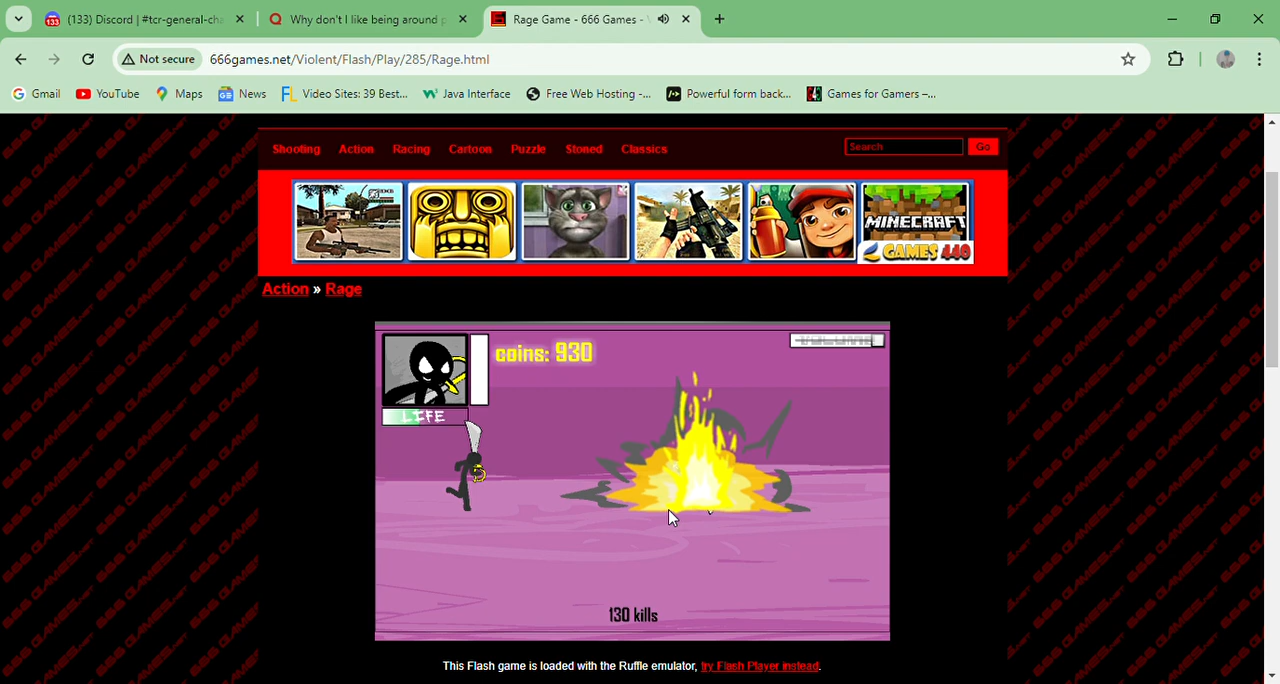 (133) Discord | #tcr-general-cha
Why don't I like being around p
Rage Game - 666 Games -
Not secure
666games.net/Violent/Flash/Play/285/Rage.html
Gmail
YouTube
Maps
News
Video Sites: 39 Best...
Java Interface
Free Web Hosting -...
Powerful form back...
Games for Gamers –...
Shooting
Action
Racing
Cartoon
Puzzle
Stoned
Classics
Search
Go
MINECRAFT
GAMES 440
Action » Rage
coins: 930
LIFE
130 kills
This Flash game is loaded with the Ruffle emulator, try Flash Player instead.